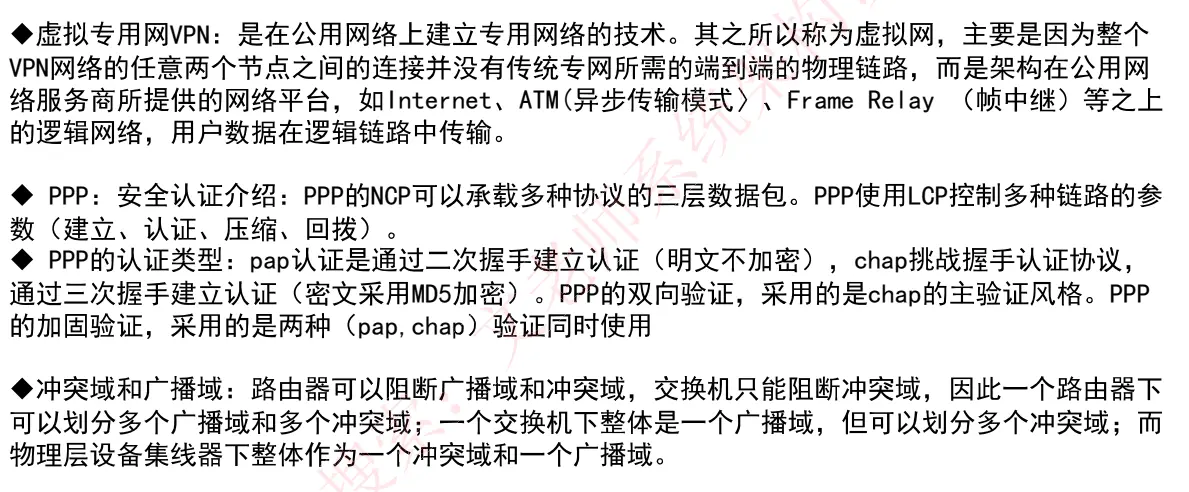 ◆虚拟专用网VPN：是在公用网络上建立专用网络的技术。其之所以称为虚拟网，主要是因为整个
VPN网络的任意两个节点之间的连接并没有传统专网所需的端到端的物理链路，而是架构在公用网
络服务商所提供的网络平台，如Internet、ATM(异步传输模式〉、Frame Relay （帧中继）等之上
的逻辑网络，用户数据在逻辑链路中传输。
◆ PPP：安全认证介绍：PPP的NCP可以承载多种协议的三层数据包。PPP使用LCP控制多种链路的参
数（建立、认证、压缩、回拨）。
◆ PPP的认证类型：pap认证是通过二次握手建立认证（明文不加密），chap挑战握手认证协议，
通过三次握手建立认证（密文采用MD5加密）。PPP的双向验证，采用的是chap的主验证风格。PPP
的加固验证，采用的是两种（pap,chap）验证同时使用
◆冲突域和广播域：路由器可以阻断广播域和冲突域，交换机只能阻断冲突域，因此一个路由器下
可以划分多个广播域和多个冲突域；一个交换机下整体是一个广播域，但可以划分多个冲突域；而
物理层设备集线器下整体作为一个冲突域和一个广播域。